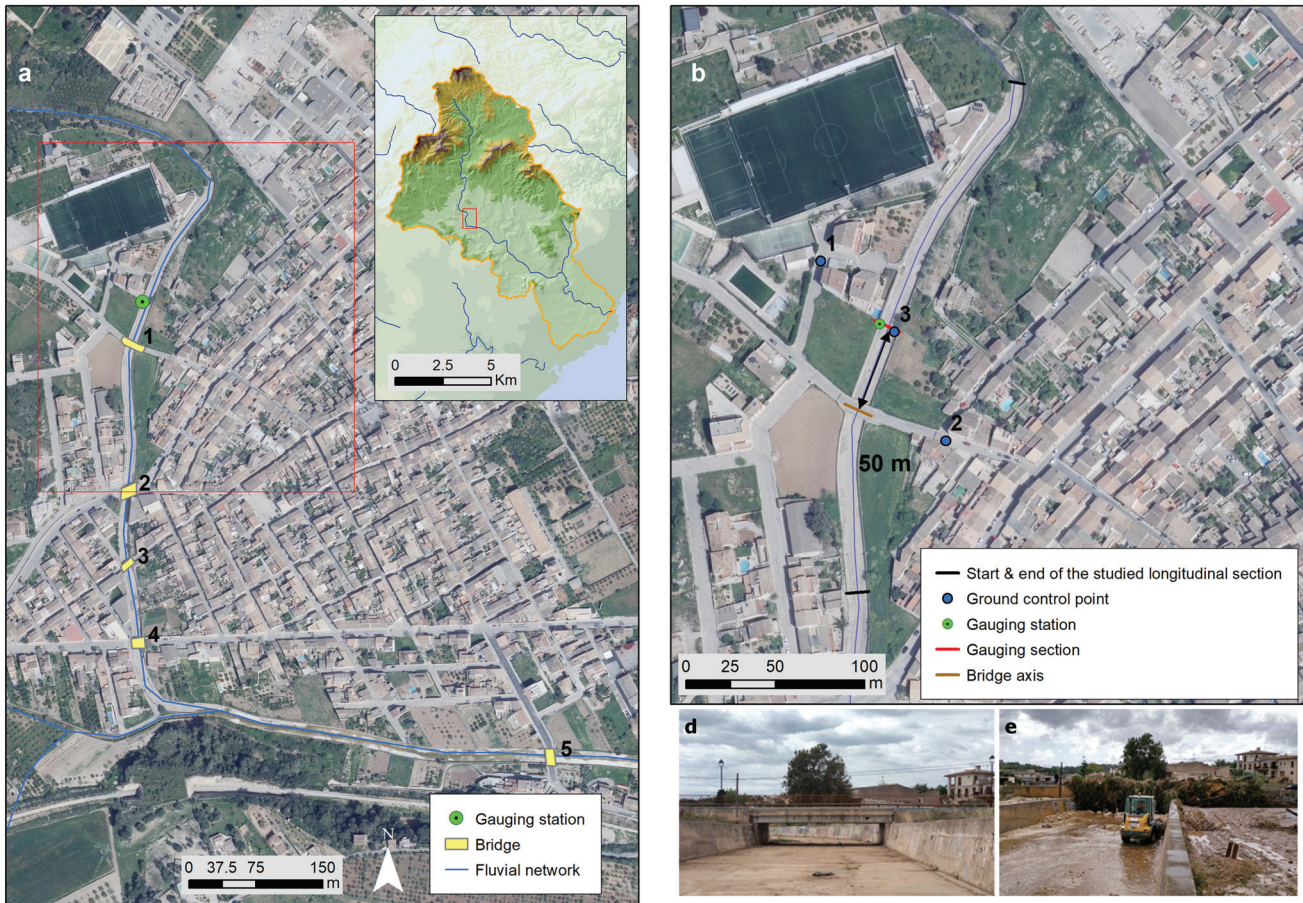 a
0 5
Km
1
2
3
4
5
Gauging station
Bridge
Fluvial network
0 37.5 75 150
m
N
b
1
3
2
50 m
Start & end of the studied longitudinal section
Ground control point
Gauging station
Gauging section
Bridge axis
0 25 50 100
m
d
e